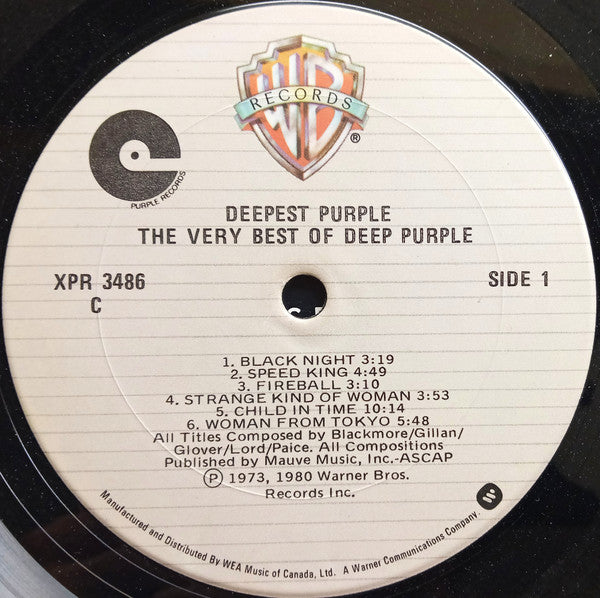 WB
RECORDS
®
PURPLE RECORDS
DEEPEST PURPLE
THE VERY BEST OF DEEP PURPLE
XPR 3486
C
SIDE 1
1. BLACK NIGHT 3:19
2. SPEED KING 4:49
3. FIREBALL 3:10
4. STRANGE KIND OF WOMAN 3:53
5. CHILD IN TIME 10:14
6. WOMAN FROM TOKYO 5:48
All Titles Composed by Blackmore/Gillan/
Glover/Lord/Paice. All Compositions
Published by Mauve Music, Inc.-ASCAP
℗ 1973, 1980 Warner Bros.
Records Inc.
Manufactured and Distributed By WEA Music of Canada, Ltd. A Warner Communications Company.